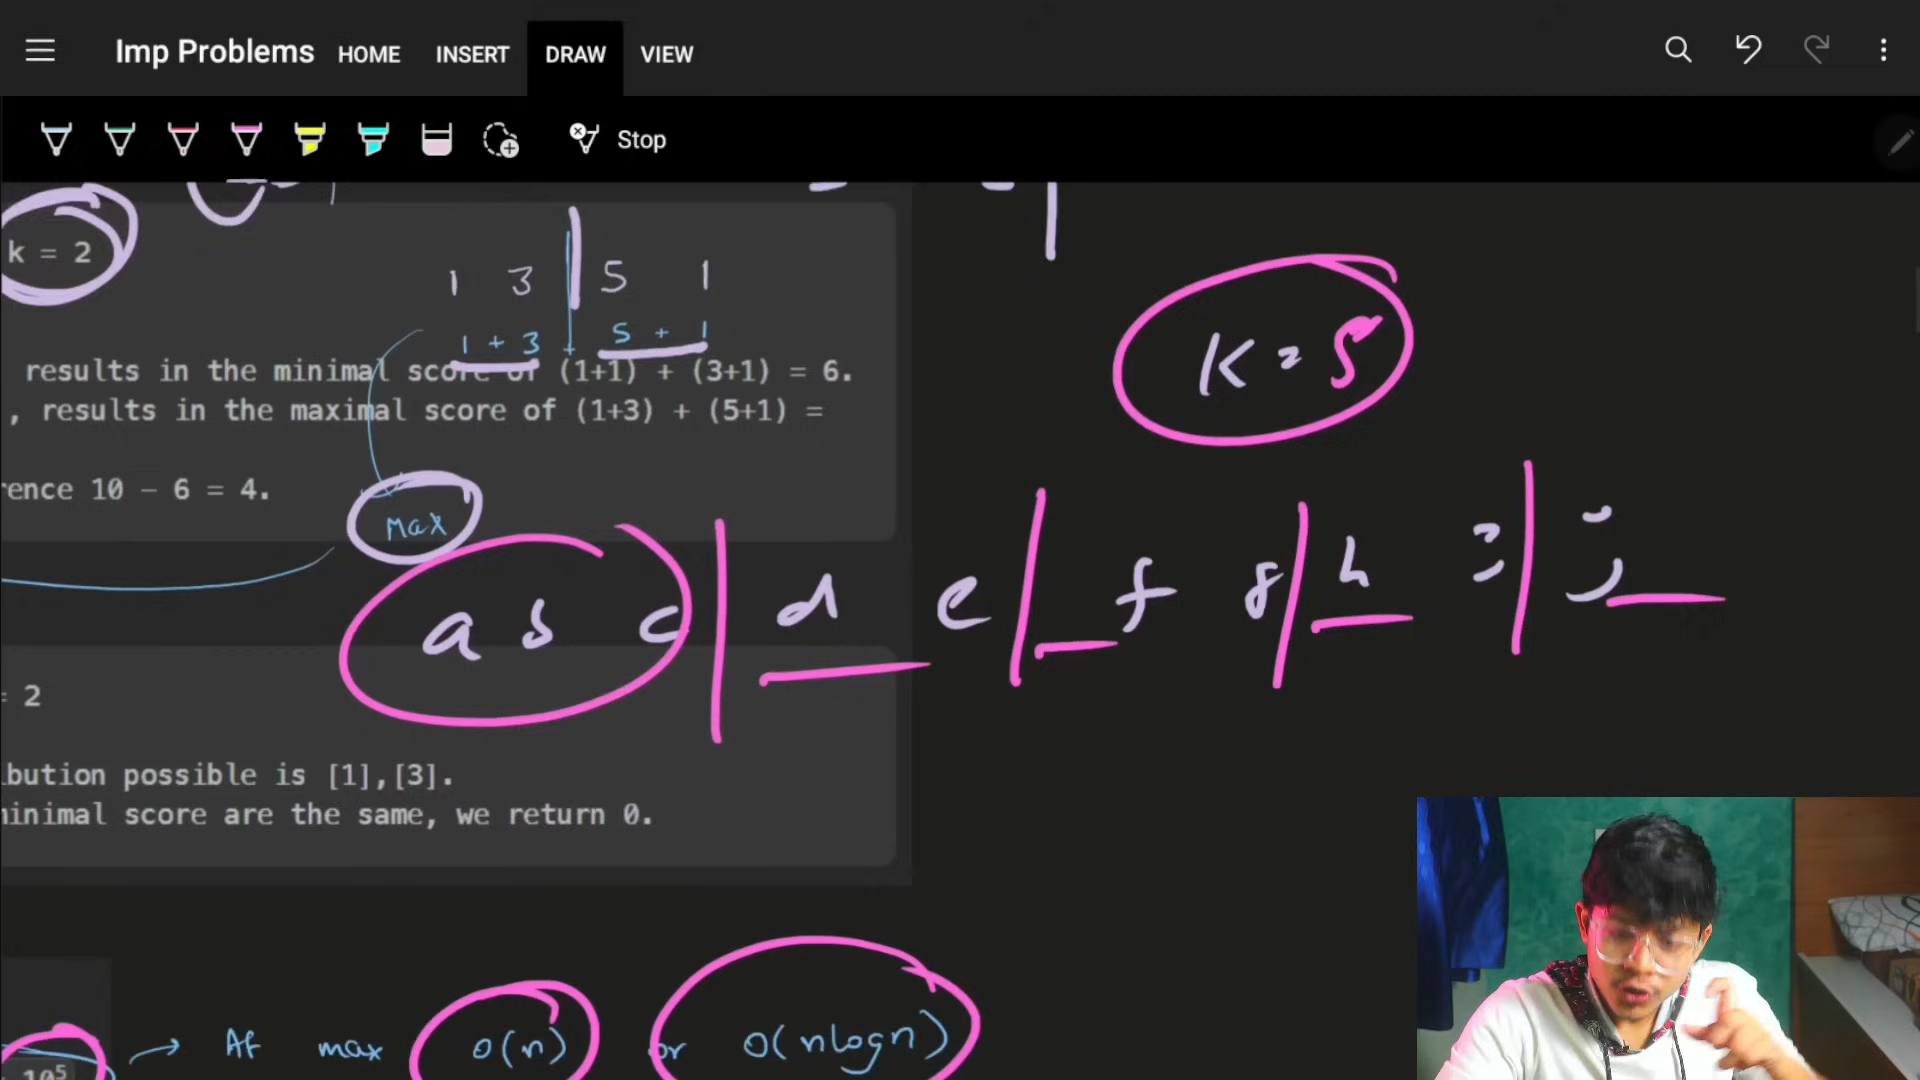 Imp Problems HOME INSERT DRAW VIEW
Stop
k = 2
1 3 | 5 1
1 + 3 + 5 + 1
results in the minimal score of (1+1) + (3+1) = 6.
, results in the maximal score of (1+3) + (5+1) =
ence 10 - 6 = 4.
Max
K = 5
a b c | d e | f g | h i | j
= 2
bution possible is [1],[3].
inimal score are the same, we return 0.
At max O(n) or O(nlogn)
10⁵